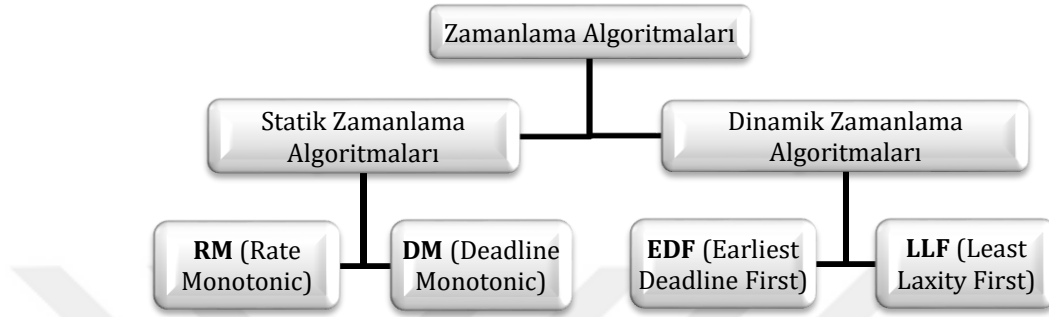 Zamanlama Algoritmaları
Statik Zamanlama
Algoritmaları
Dinamik Zamanlama
Algoritmaları
RM (Rate
Monotonic)
DM (Deadline
Monotonic)
EDF (Earliest
Deadline First)
LLF (Least
Laxity First)